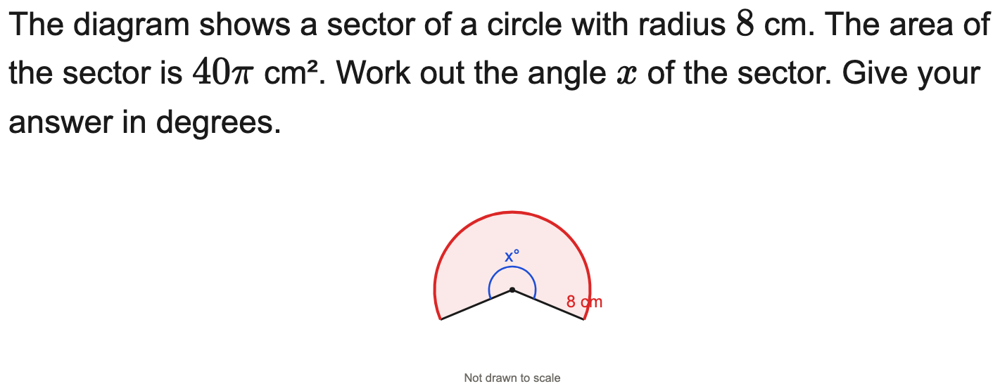 The diagram shows a sector of a circle with radius 8 cm. The area of
the sector is 40π cm². Work out the angle x of the sector. Give your
answer in degrees.
x°
8 cm
Not drawn to scale